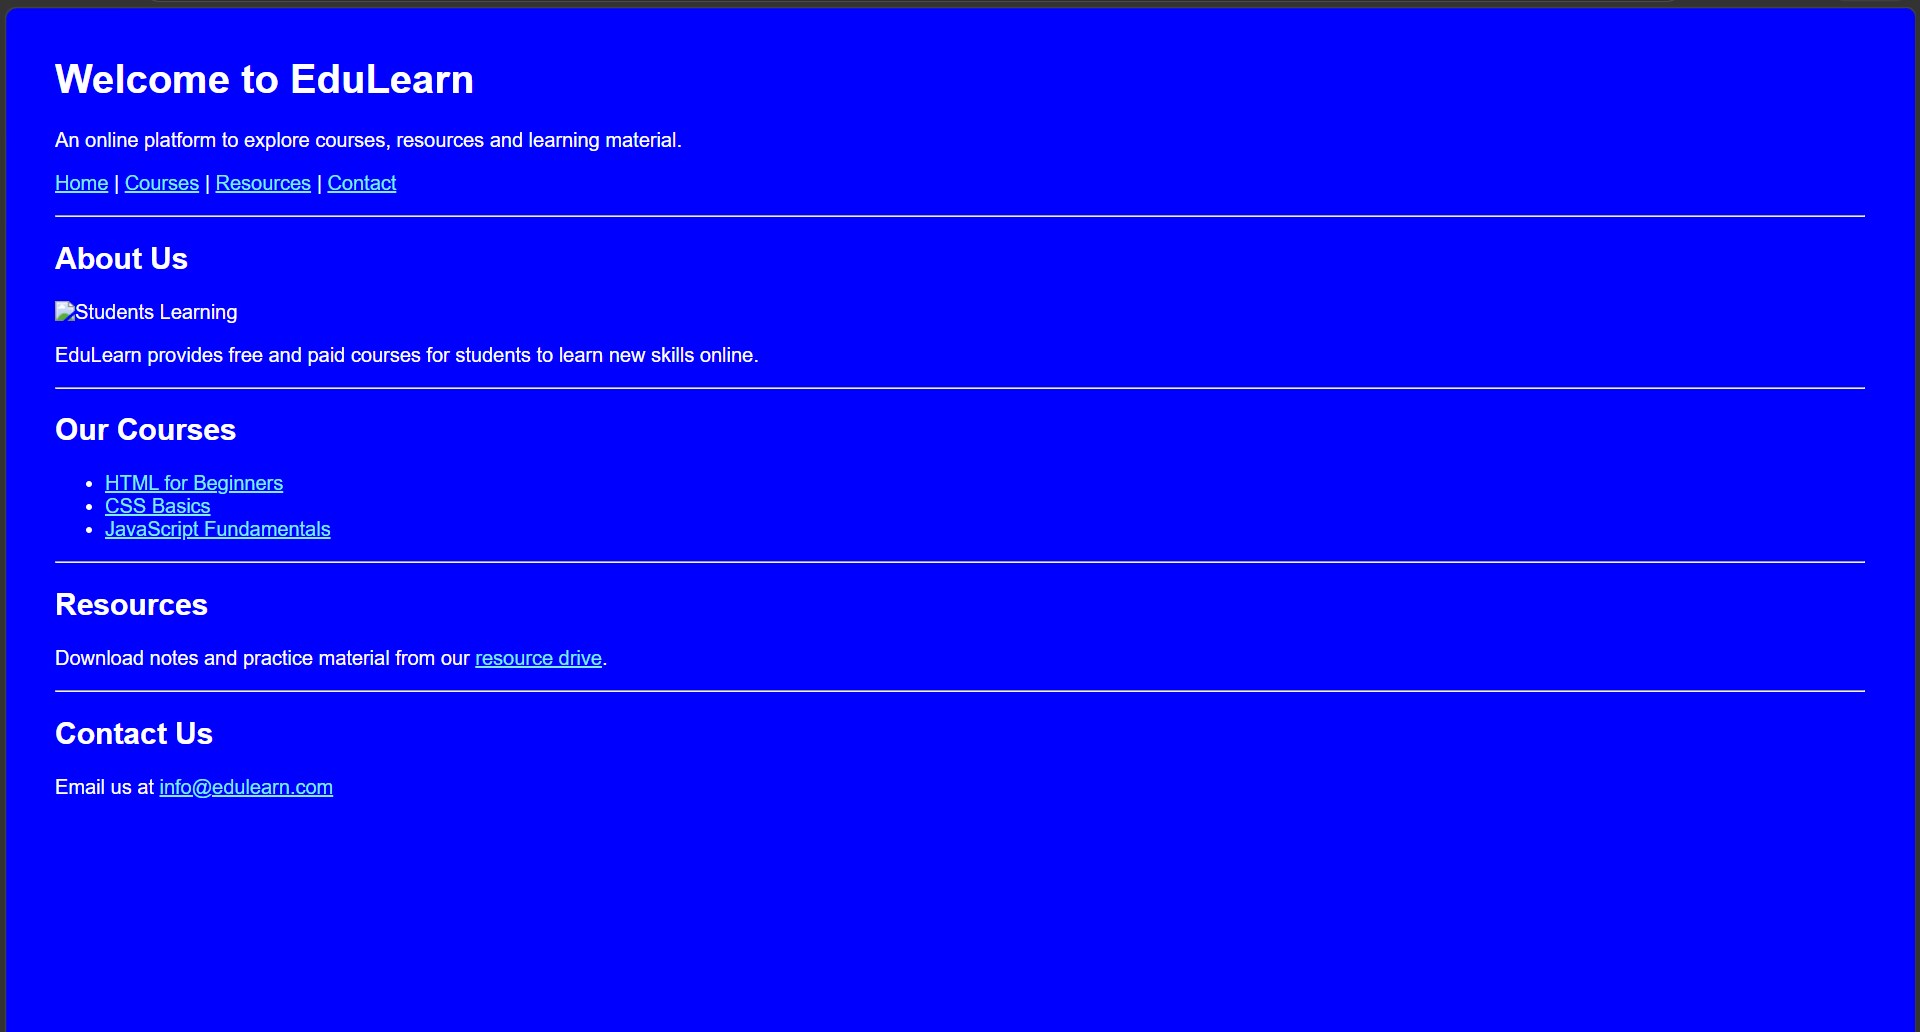 Welcome to EduLearn
An online platform to explore courses, resources and learning material.
Home | Courses | Resources | Contact
About Us
Students Learning
EduLearn provides free and paid courses for students to learn new skills online.
Our Courses
• HTML for Beginners
• CSS Basics
• JavaScript Fundamentals
Resources
Download notes and practice material from our resource drive.
Contact Us
Email us at info@edulearn.com